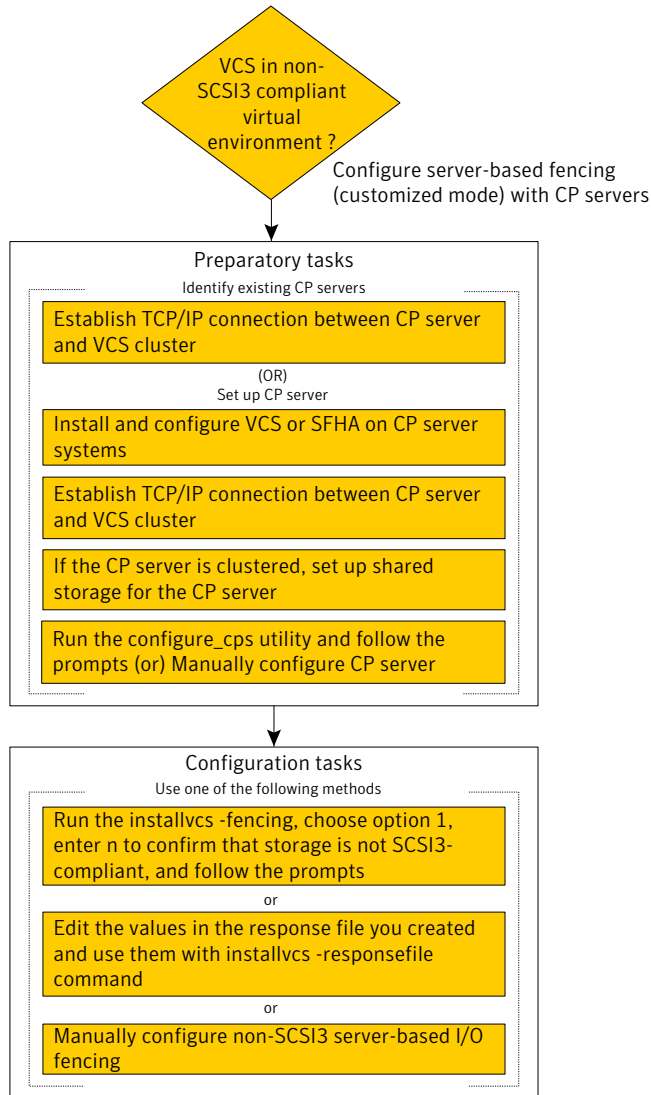 VCS in non-
SCSI3 compliant
virtual
environment ?
Configure server-based fencing
(customized mode) with CP servers
Preparatory tasks
Identify existing CP servers
Establish TCP/IP connection between CP server
and VCS cluster
(OR)
Set up CP server
Install and configure VCS or SFHA on CP server
systems
Establish TCP/IP connection between CP server
and VCS cluster
If the CP server is clustered, set up shared
storage for the CP server
Run the configure_cps utility and follow the
prompts (or) Manually configure CP server
Configuration tasks
Use one of the following methods
Run the installvcs -fencing, choose option 1,
enter n to confirm that storage is not SCSI3-
compliant, and follow the prompts
or
Edit the values in the response file you created
and use them with installvcs -responsefile
command
or
Manually configure non-SCSI3 server-based I/O
fencing